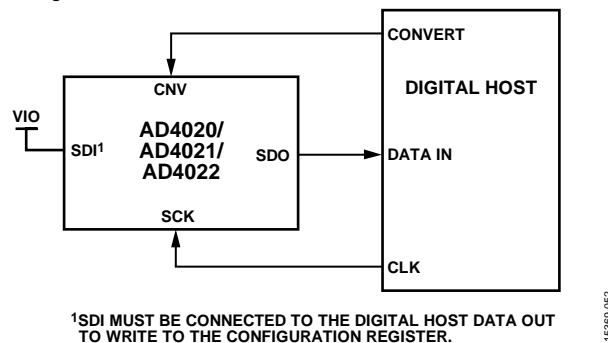 CONVERT
DIGITAL HOST
CNV
VIO
AD4020/
AD4021/
AD4022
SDI1
SDO
DATA IN
SCK
CLK
1SDI MUST BE CONNECTED TO THE DIGITAL HOST DATA OUT
TO WRITE TO THE CONFIGURATION REGISTER.